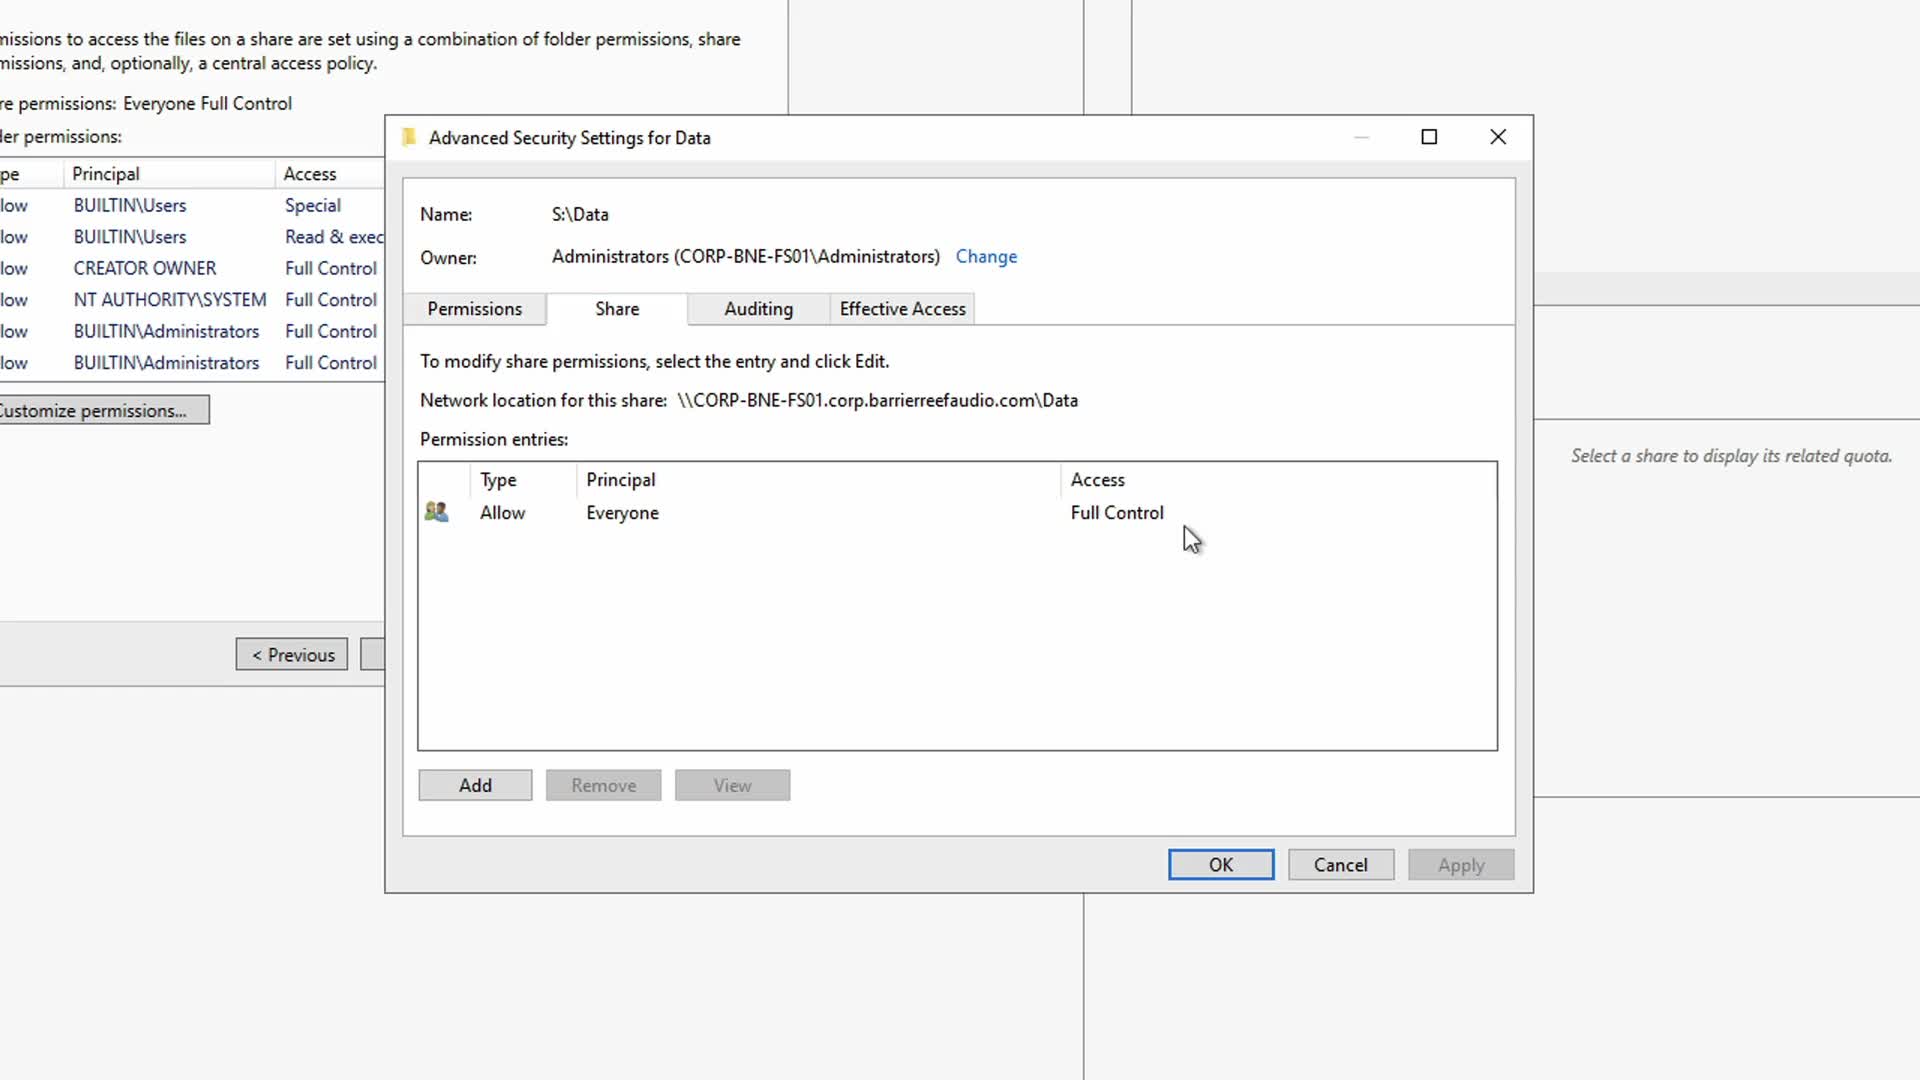 missions to access the files on a share are set using a combination of folder permissions, share
missions, and, optionally, a central access policy.
re permissions: Everyone Full Control
der permissions:
pe Principal Access
low BUILTIN\Users Special
low BUILTIN\Users Read & exec
low CREATOR OWNER Full Control
low NT AUTHORITY\SYSTEM Full Control
low BUILTIN\Administrators Full Control
low BUILTIN\Administrators Full Control
Customize permissions...
< Previous
Advanced Security Settings for Data
Name: S:\Data
Owner: Administrators (CORP-BNE-FS01\Administrators) Change
Permissions Share Auditing Effective Access
To modify share permissions, select the entry and click Edit.
Network location for this share: \\CORP-BNE-FS01.corp.barrierreefaudio.com\Data
Permission entries:
Type Principal Access
Allow Everyone Full Control
Add Remove View
OK Cancel Apply
Select a share to display its related quota.